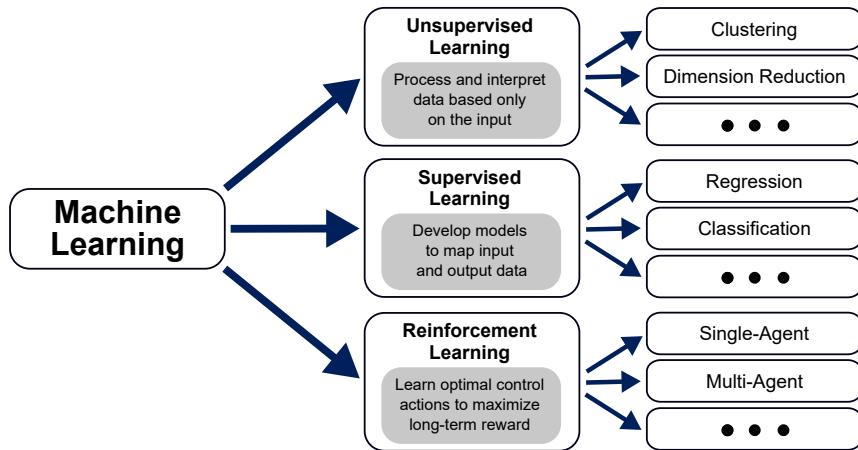 Machine
Learning
Unsupervised
Learning
Process and interpret
data based only
on the input
Clustering
Dimension Reduction
• • •
Supervised
Learning
Develop models
to map input
and output data
Regression
Classification
• • •
Reinforcement
Learning
Learn optimal control
actions to maximize
long-term reward
Single-Agent
Multi-Agent
• • •